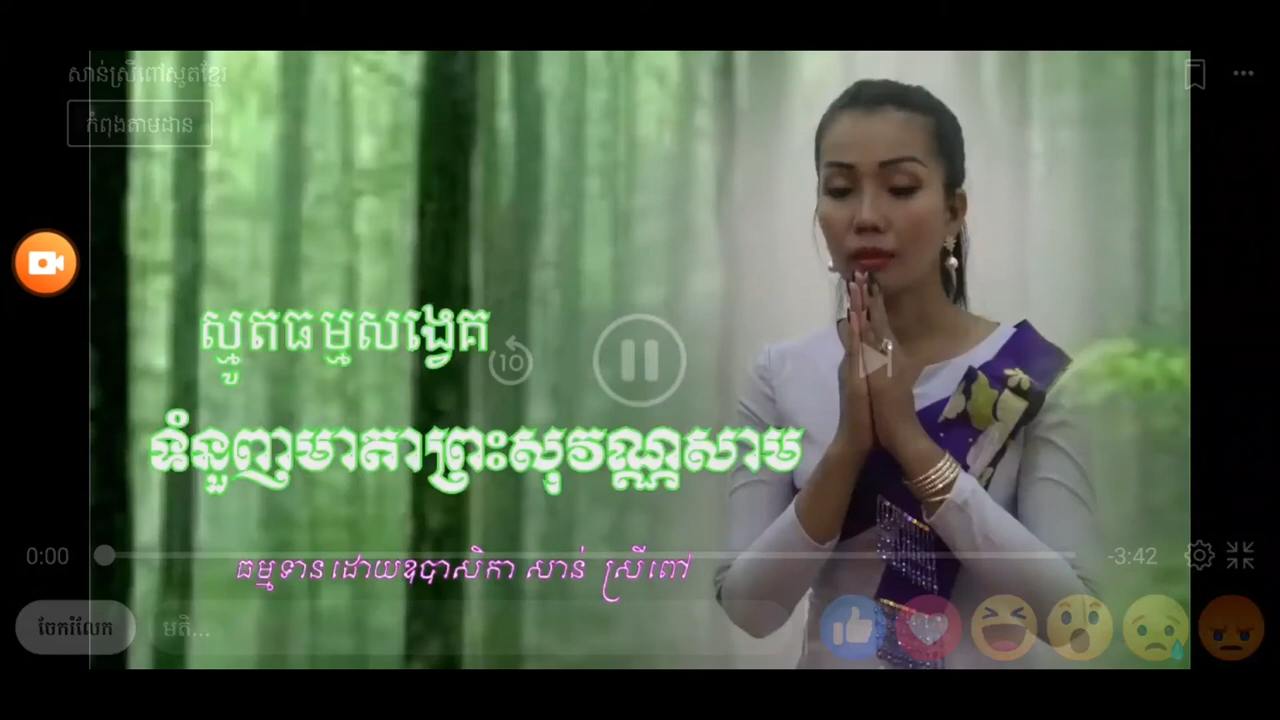 សាន់ស្រីពៅស្មូតខ្មែរ
កំពុងតាមដាន
ស្មូតធម្មសង្វេគ
10
ទំនួញមាតាព្រះសុវណ្ណសាម
0:00
-3:42
ធម្មទាន ដោយឧបាសិកា សាន់ ស្រីពៅ
ចែករំលែក
មតិ...